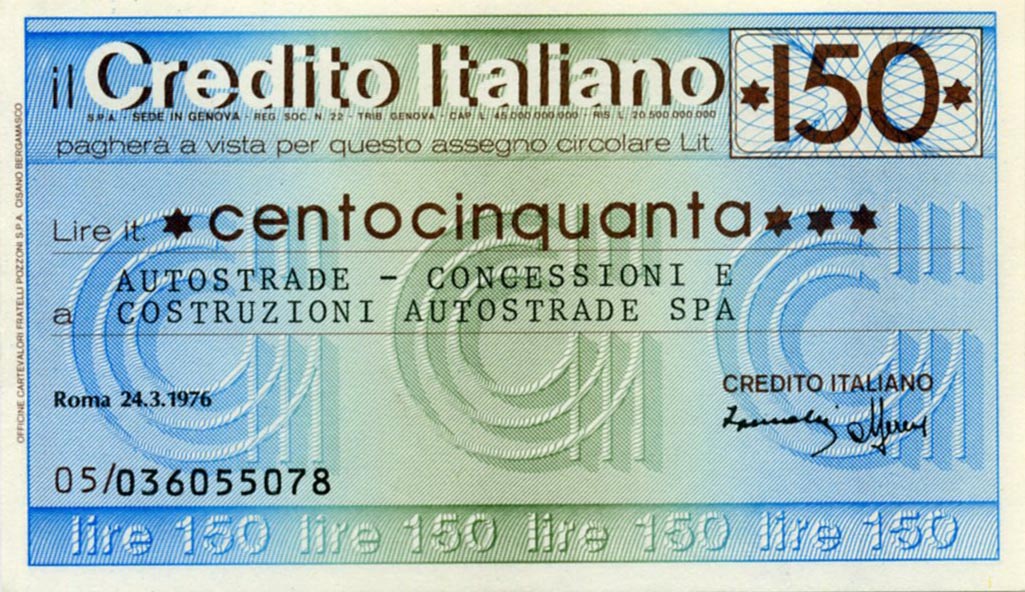 il Credito Italiano
S.P.A. - SEDE IN GENOVA - REG. SOC. N. 22 - TRIB. GENOVA - CAP. L. 45.000.000.000 - RIS. L. 20.500.000.000
pagherà a vista per questo assegno circolare Lit.
★150★
Lire it. ★centocinquanta★★★
AUTOSTRADE - CONCESSIONI E
a COSTRUZIONI AUTOSTRADE SPA
Roma 24.3.1976
CREDITO ITALIANO
05/036055078
lire 150 lire 150 lire 150 lire 150
OFFICINE CARTEVALORI FRATELLI POZZONI S.P.A. CISANO BERGAMASCO